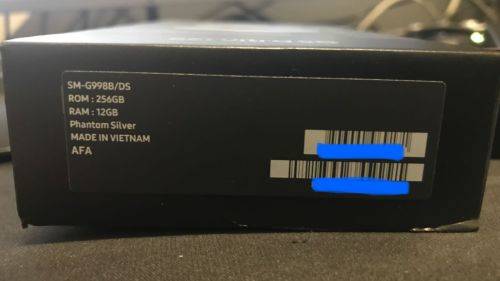 SM-G998B/DS
ROM : 256GB
RAM : 12GB
Phantom Silver
MADE IN VIETNAM
AFA